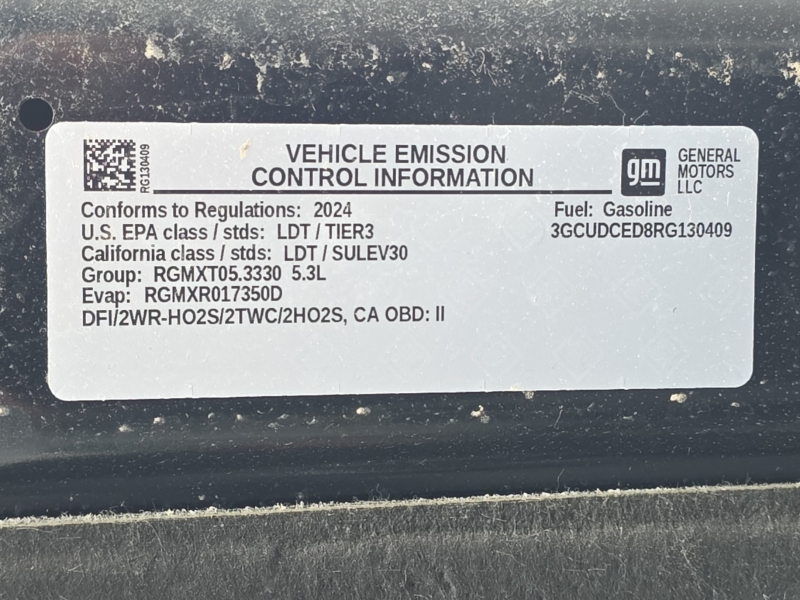 RG130409
VEHICLE EMISSION
CONTROL INFORMATION
gm
GENERAL
MOTORS
LLC
Conforms to Regulations: 2024
Fuel: Gasoline
U.S. EPA class / stds: LDT / TIER3
3GCUDCED8RG130409
California class / stds: LDT / SULEV30
Group: RGMXT05.3330 5.3L
Evap: RGMXR017350D
DFI/2WR-HO2S/2TWC/2HO2S, CA OBD: II